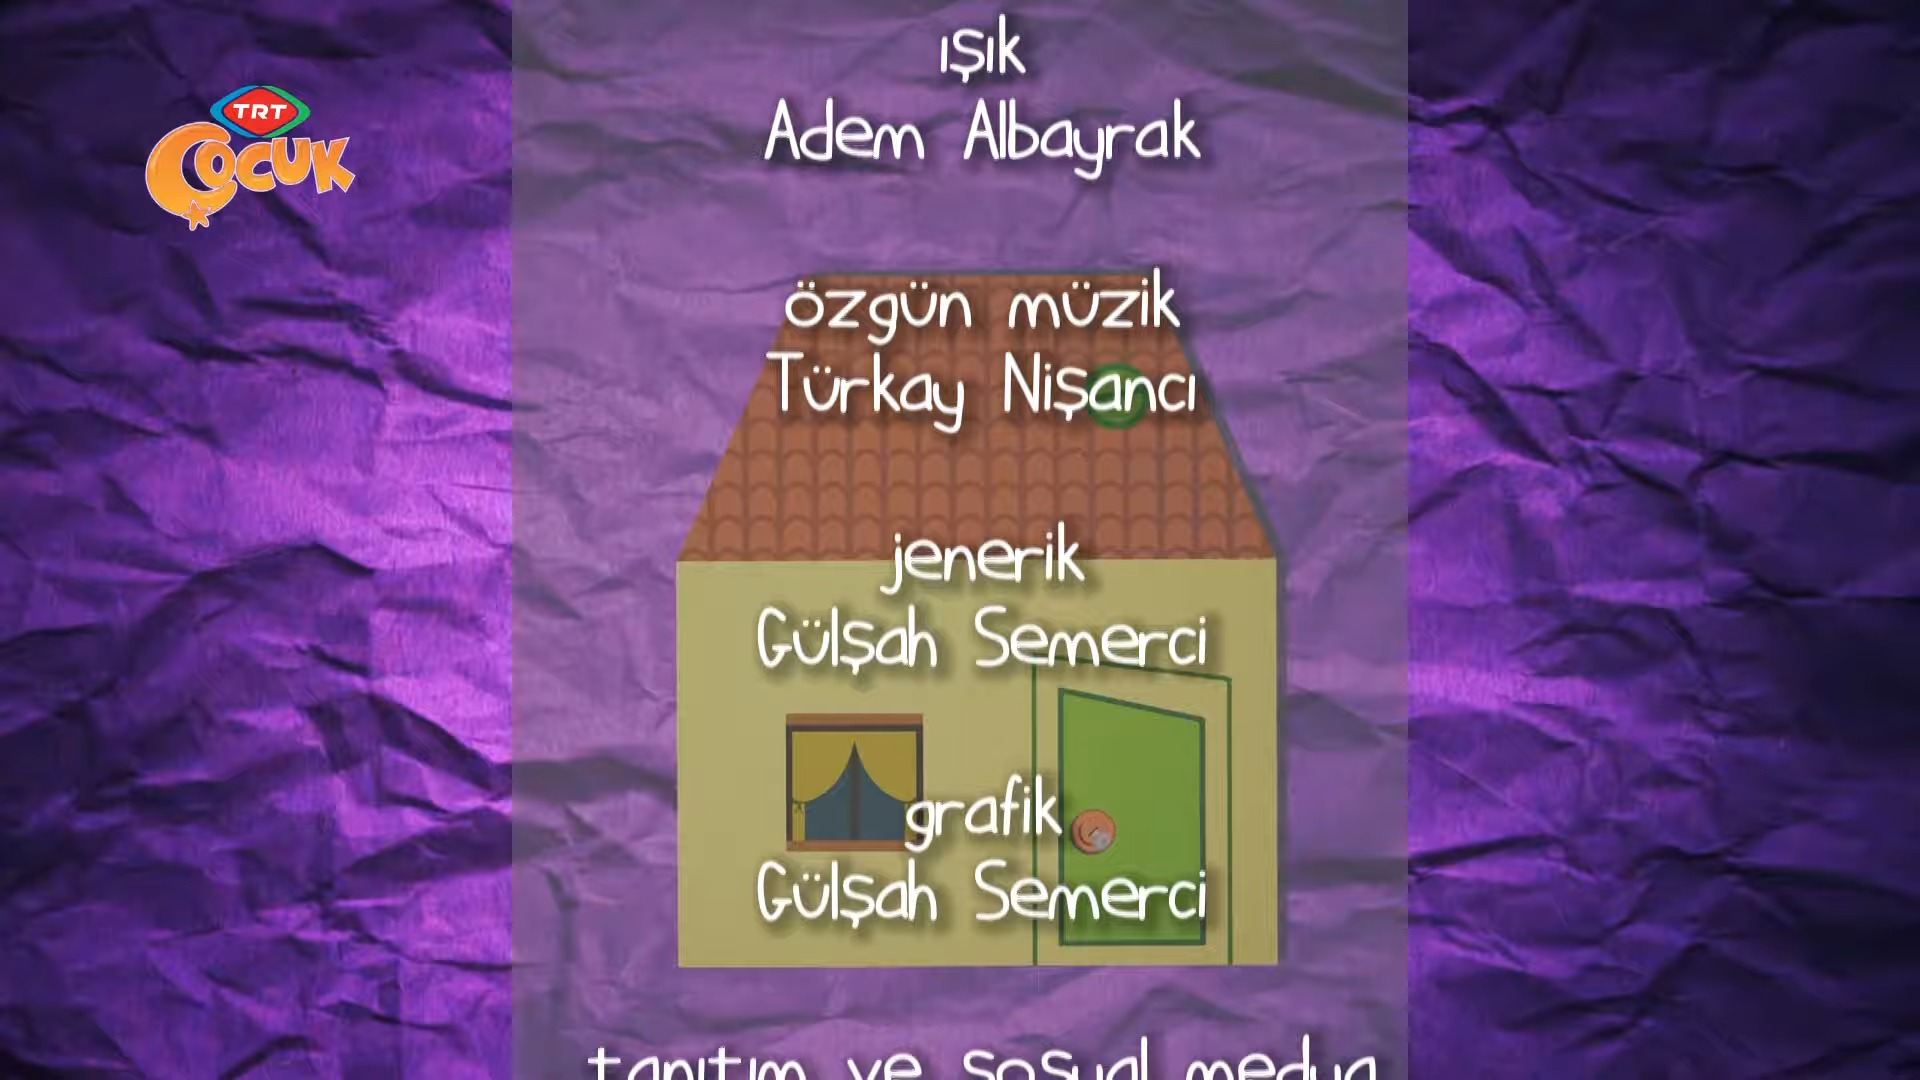 TRT
ÇOCUK
ışık
Adem Albayrak
özgün müzik
Türkay Nişancı
jenerik
Gülşah Semerci
grafik
Gülşah Semerci
tanıtım ve sosyal medya